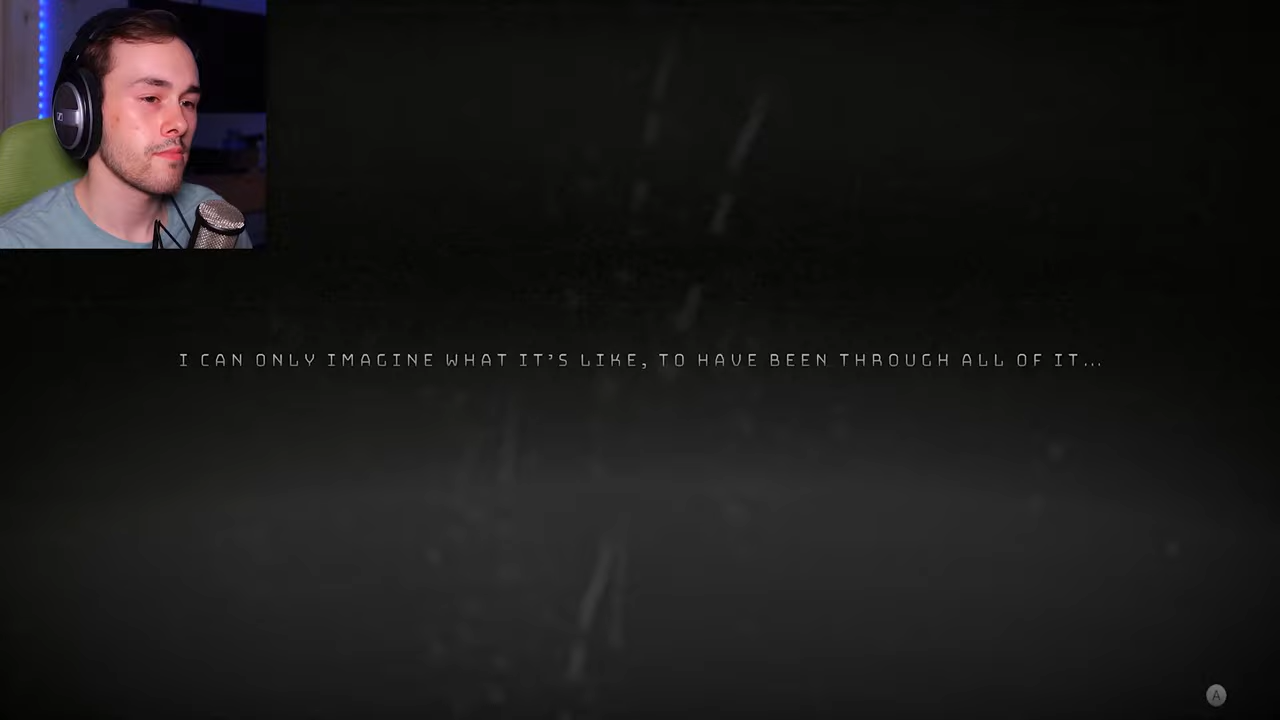 I CAN ONLY IMAGINE WHAT IT'S LIKE, TO HAVE BEEN THROUGH ALL OF IT...
A